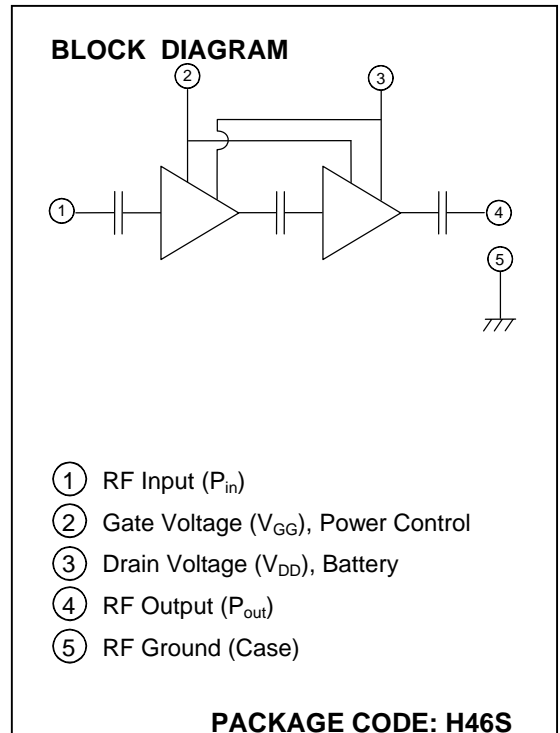 BLOCK DIAGRAM
2
3
1
4
5
1 RF Input (Pin)
2 Gate Voltage (VGG), Power Control
3 Drain Voltage (VDD), Battery
4 RF Output (Pout)
5 RF Ground (Case)
PACKAGE CODE: H46S